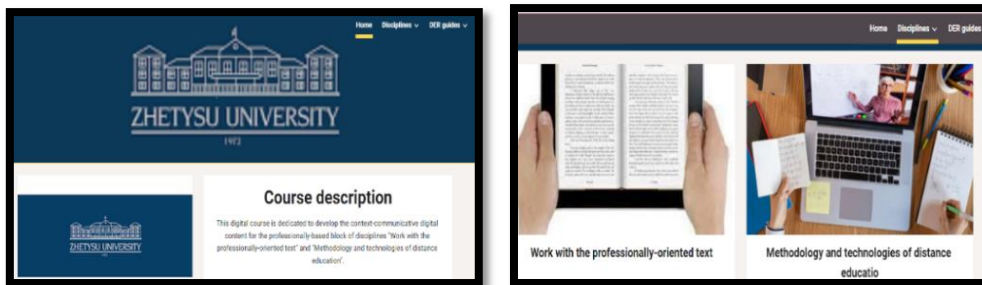 Home Disciplines DER guides
ZHETYSU UNIVERSITY
1972
ZHETYSU UNIVERSITY
Course description
This digital course is dedicated to develop the context-communicative digital
content for the professionally-based block of disciplines "Work with the
professionally-oriented text" and "Methodology and technologies of distance
education".
Home Disciplines DER guides
Work with the professionally-oriented text
Methodology and technologies of distance
educatio